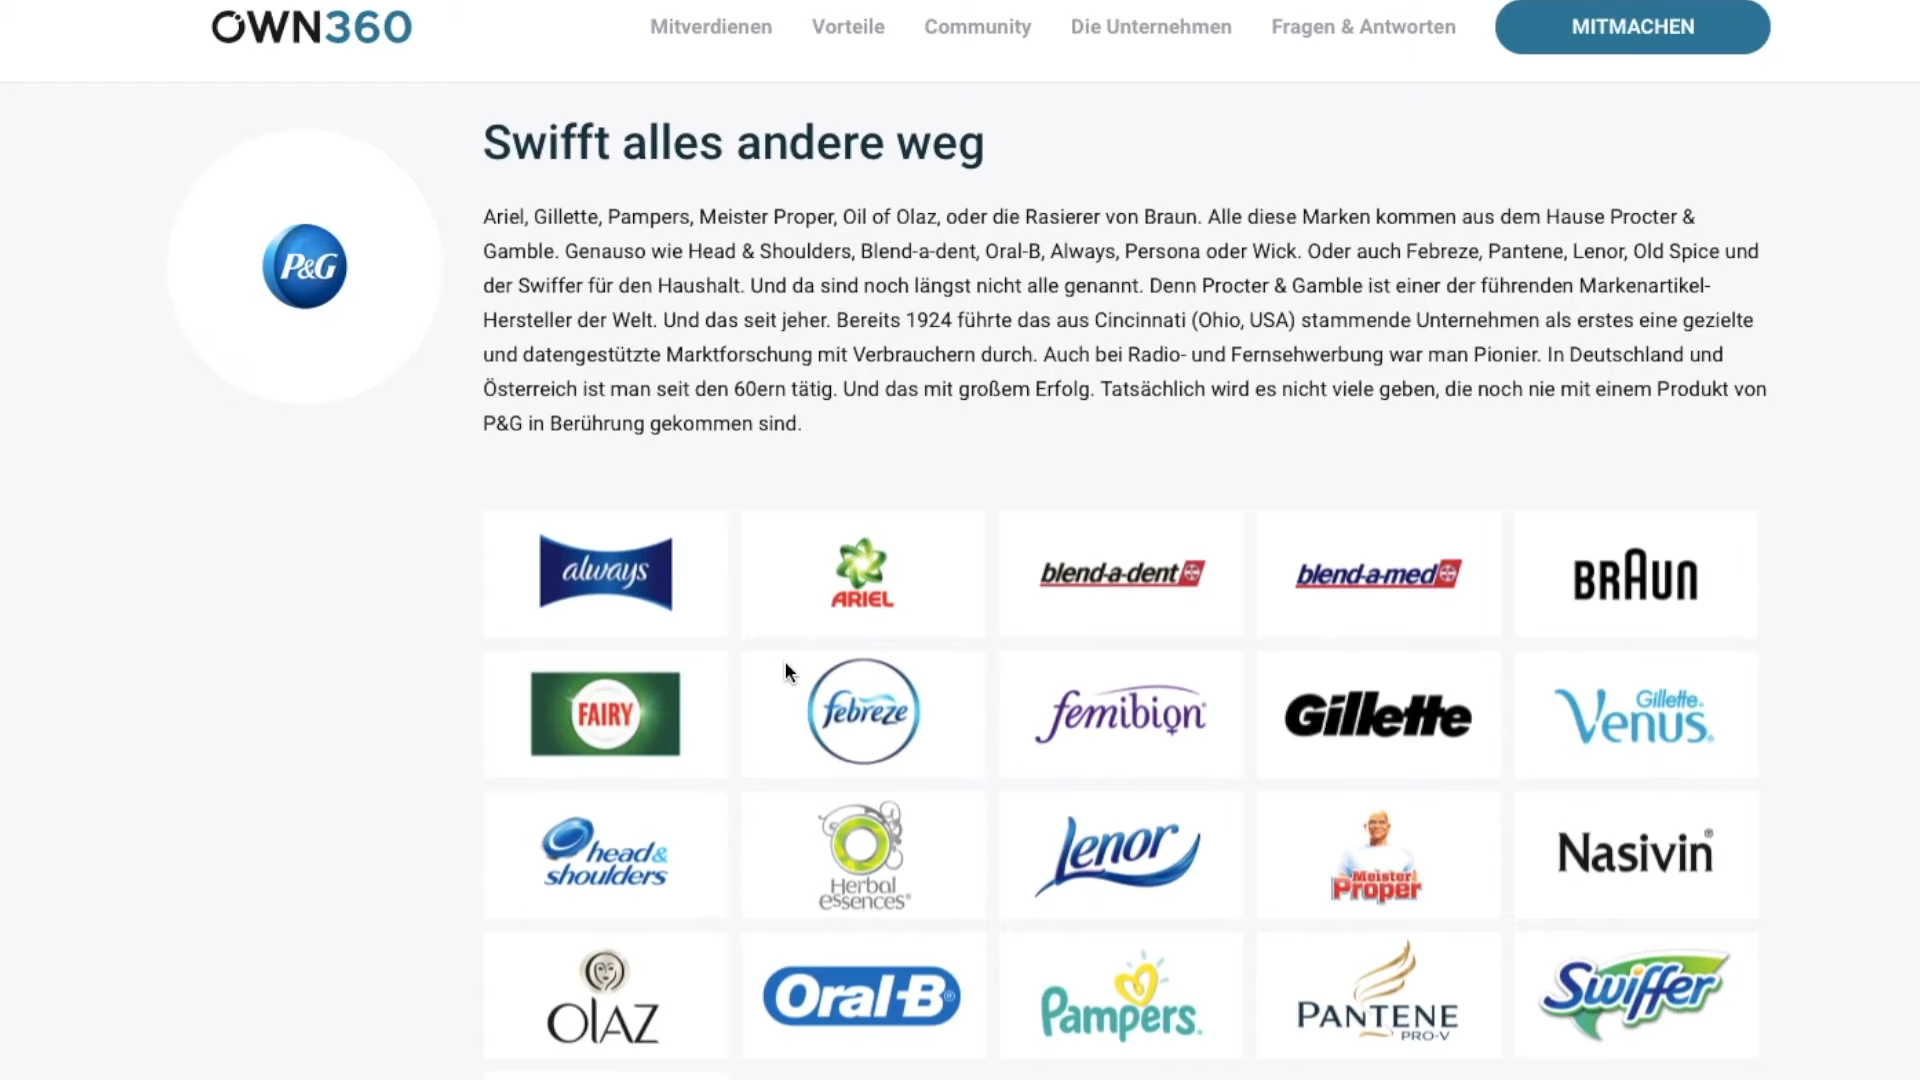 OWN360
Mitverdienen
Vorteile
Community
Die Unternehmen
Fragen & Antworten
MITMACHEN
Swifft alles andere weg
P&G
Ariel, Gillette, Pampers, Meister Proper, Oil of Olaz, oder die Rasierer von Braun. Alle diese Marken kommen aus dem Hause Procter &
Gamble. Genauso wie Head & Shoulders, Blend-a-dent, Oral-B, Always, Persona oder Wick. Oder auch Febreze, Pantene, Lenor, Old Spice und
der Swiffer für den Haushalt. Und da sind noch längst nicht alle genannt. Denn Procter & Gamble ist einer der führenden Markenartikel-
Hersteller der Welt. Und das seit jeher. Bereits 1924 führte das aus Cincinnati (Ohio, USA) stammende Unternehmen als erstes eine gezielte
und datengestützte Marktforschung mit Verbrauchern durch. Auch bei Radio- und Fernsehwerbung war man Pionier. In Deutschland und
Österreich ist man seit den 60ern tätig. Und das mit großem Erfolg. Tatsächlich wird es nicht viele geben, die noch nie mit einem Produkt von
P&G in Berührung gekommen sind.
always
ARIEL
blend-a-dent
blend-a-med
BRAUN
FAIRY
febreze
femibion®
Gillette
Gillette
Venus
head&
shoulders
Herbal
essences®
Lenor
Meister
Proper
Nasivin®
OLAZ
Oral-B®
Pampers
PANTENE
PRO-V
Swiffer